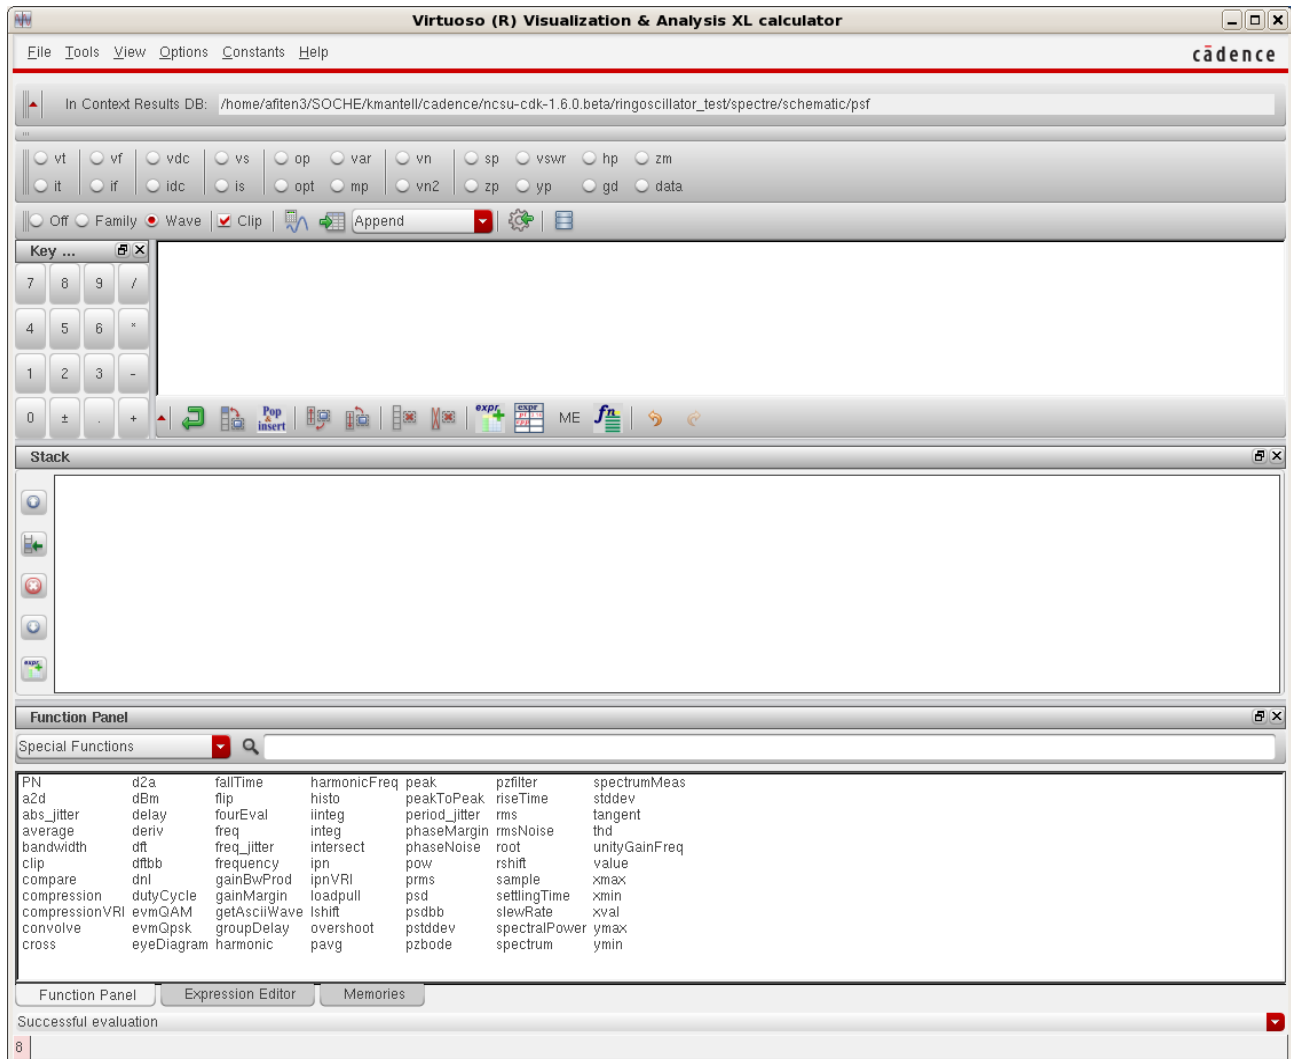 Virtuoso (R) Visualization & Analysis XL calculator
File Tools View Options Constants Help
cādence
In Context Results DB: /home/afiten3/SOCHE/kmantell/cadence/ncsu-cdk-1.6.0.beta/ringoscillator_test/spectre/schematic/psf
vt vf vdc vs op var vn sp vswr hp zm
it if idc is opt mp vn2 zp yp gd data
Off Family Wave Clip Append
Key ...
7 8 9 /
4 5 6 *
1 2 3 -
0 ± . +
Pop & insert expr expr ME fn
Stack
expr
Function Panel
Special Functions
PN d2a fallTime harmonicFreq peak pzfilter spectrumMeas
a2d dBm flip histo peakToPeak riseTime stddev
abs_jitter delay fourEval iinteg period_jitter rms tangent
average deriv freq integ phaseMargin rmsNoise thd
bandwidth dft freq_jitter intersect phaseNoise root unityGainFreq
clip dftbb frequency ipn pow rshift value
compare dnl gainBwProd ipnVRI prms sample xmax
compression dutyCycle gainMargin loadpull psd settlingTime xmin
compressionVRI evmQAM getAsciiWave lshift psdbb slewRate xval
convolve evmQpsk groupDelay overshoot pstddev spectralPower ymax
cross eyeDiagram harmonic pavg pzbode spectrum ymin
Function Panel Expression Editor Memories
Successful evaluation
8